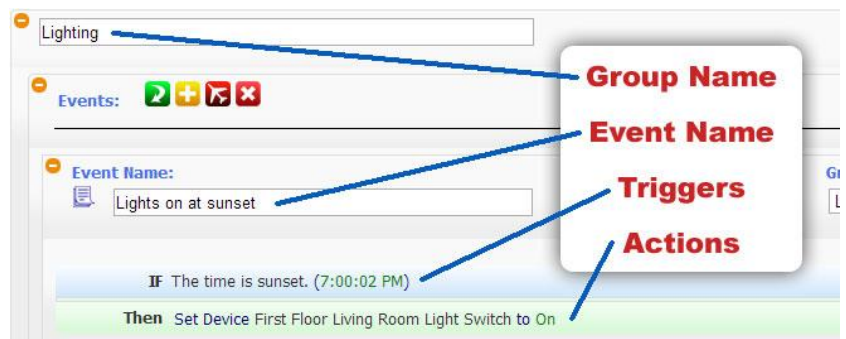 Lighting
Group Name
Events:
Event Name
Event Name:
Lights on at sunset
Triggers
Actions
IF The time is sunset. (7:00:02 PM)
Then Set Device First Floor Living Room Light Switch to On